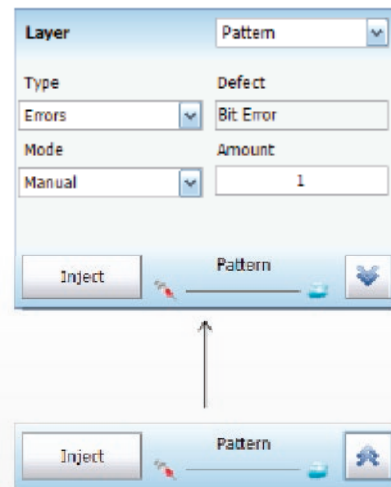 Layer Pattern
Type Defect
Errors Bit Error
Mode Amount
Manual 1
Inject Pattern
Inject Pattern